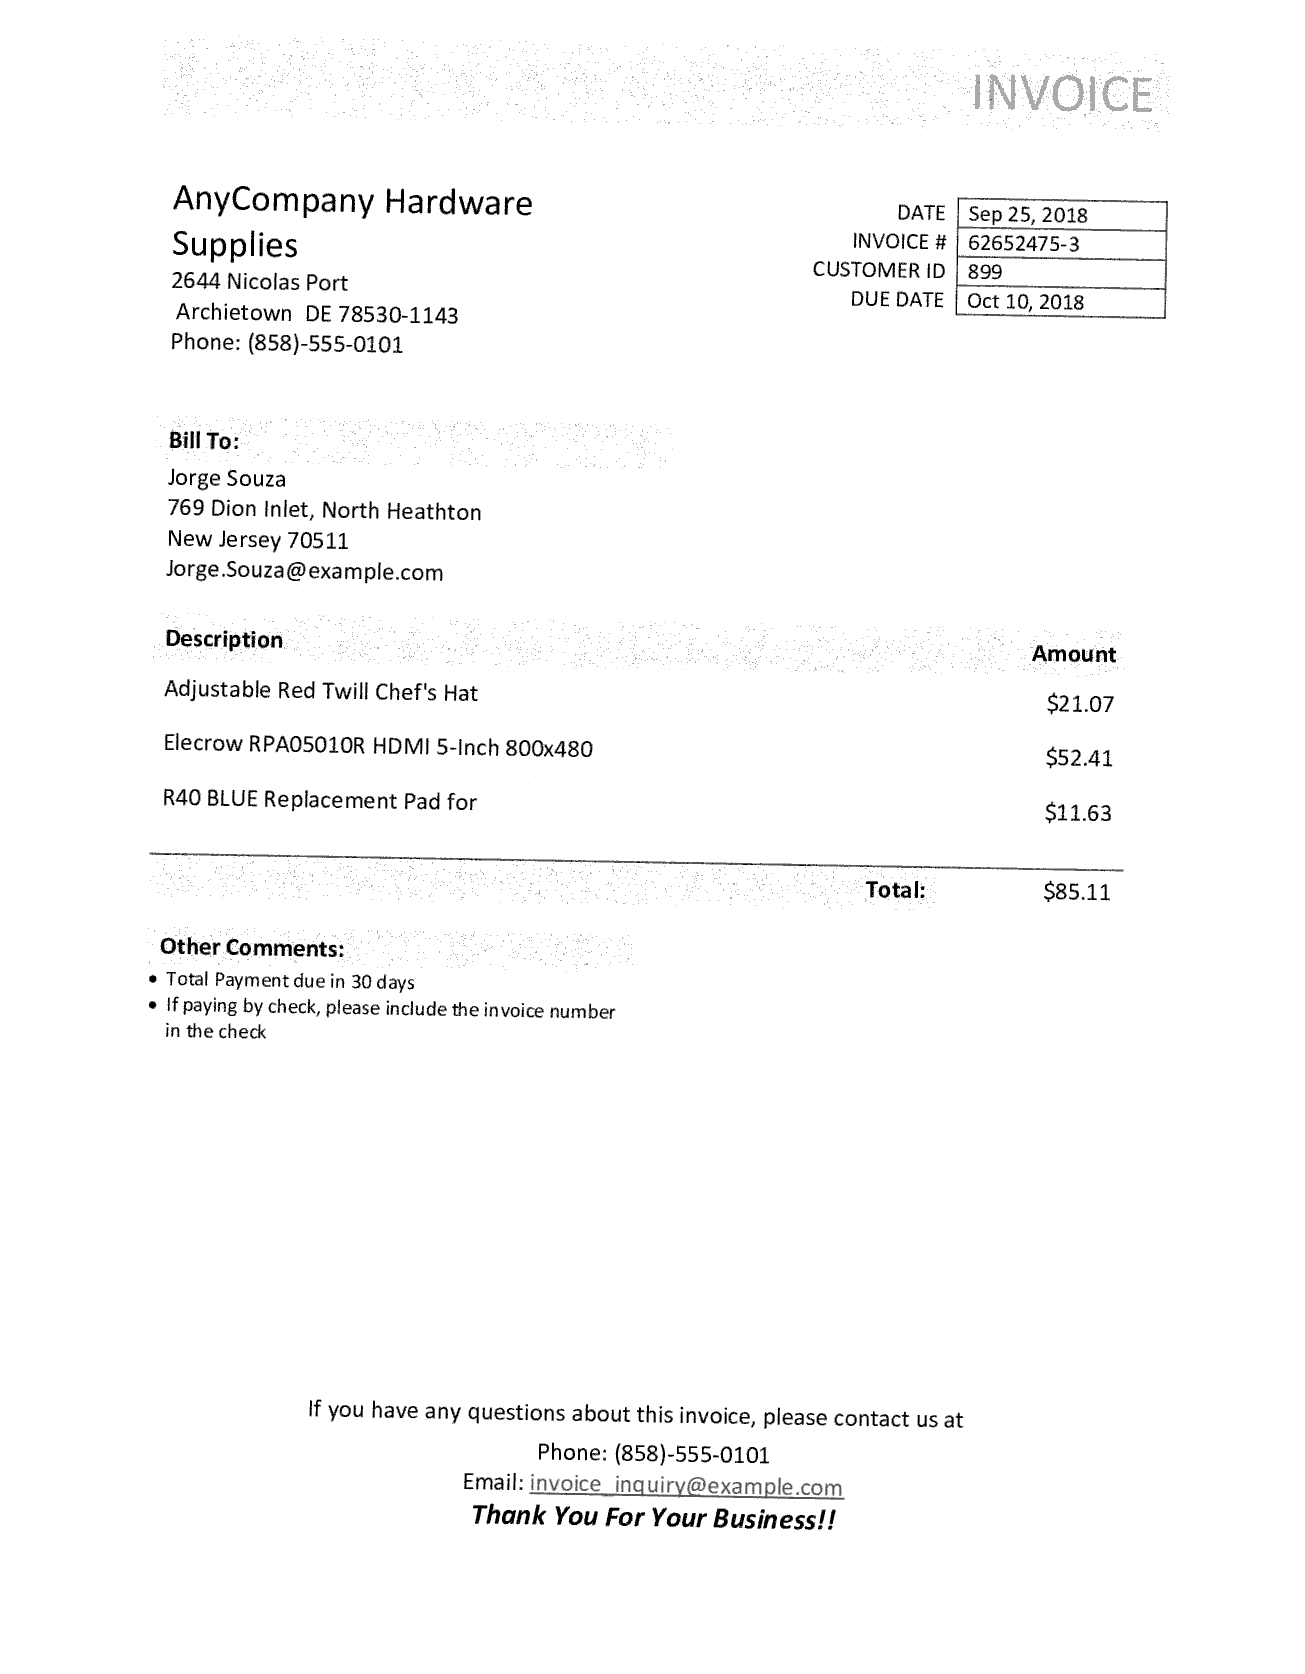 INVOICE
AnyCompany Hardware
Supplies
2644 Nicolas Port
Archietown DE 78530-1143
Phone: (858)-555-0101
DATE Sep 25, 2018
INVOICE # 62652475-3
CUSTOMER ID 899
DUE DATE Oct 10, 2018
Bill To:
Jorge Souza
769 Dion Inlet, North Heathton
New Jersey 70511
Jorge.Souza@example.com
Description Amount
Adjustable Red Twill Chef's Hat $21.07
Elecrow RPA05010R HDMI 5-Inch 800x480 $52.41
R40 BLUE Replacement Pad for $11.63
Total: $85.11
Other Comments:
• Total Payment due in 30 days
• If paying by check, please include the invoice number
in the check
If you have any questions about this invoice, please contact us at
Phone: (858)-555-0101
Email: invoice_inquiry@example.com
Thank You For Your Business!!